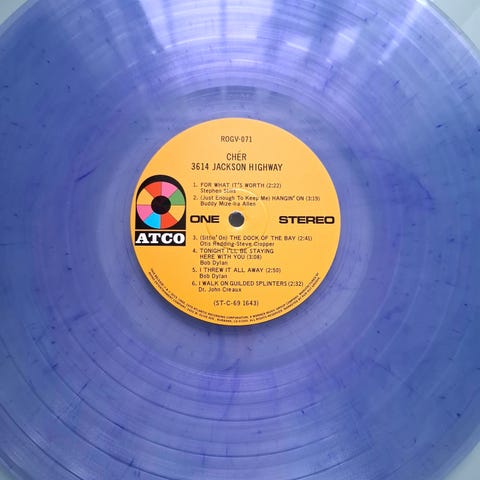 ROGV-071
CHÉR
3614 JACKSON HIGHWAY
1. FOR WHAT IT'S WORTH (2:22)
Stephen Stills
2. (Just Enough To Keep Me) HANGIN' ON (3:19)
Buddy Mize-Ira Allen
ONE STEREO
ATCO
3. (Sittin' On) THE DOCK OF THE BAY (2:41)
Otis Redding-Steve Cropper
4. TONIGHT I'LL BE STAYING
HERE WITH YOU (3:08)
Bob Dylan
5. I THREW IT ALL AWAY (2:50)
Bob Dylan
6. I WALK ON GUILDED SPLINTERS (2:32)
Dr. John Creaux
(ST-C-69 1643)